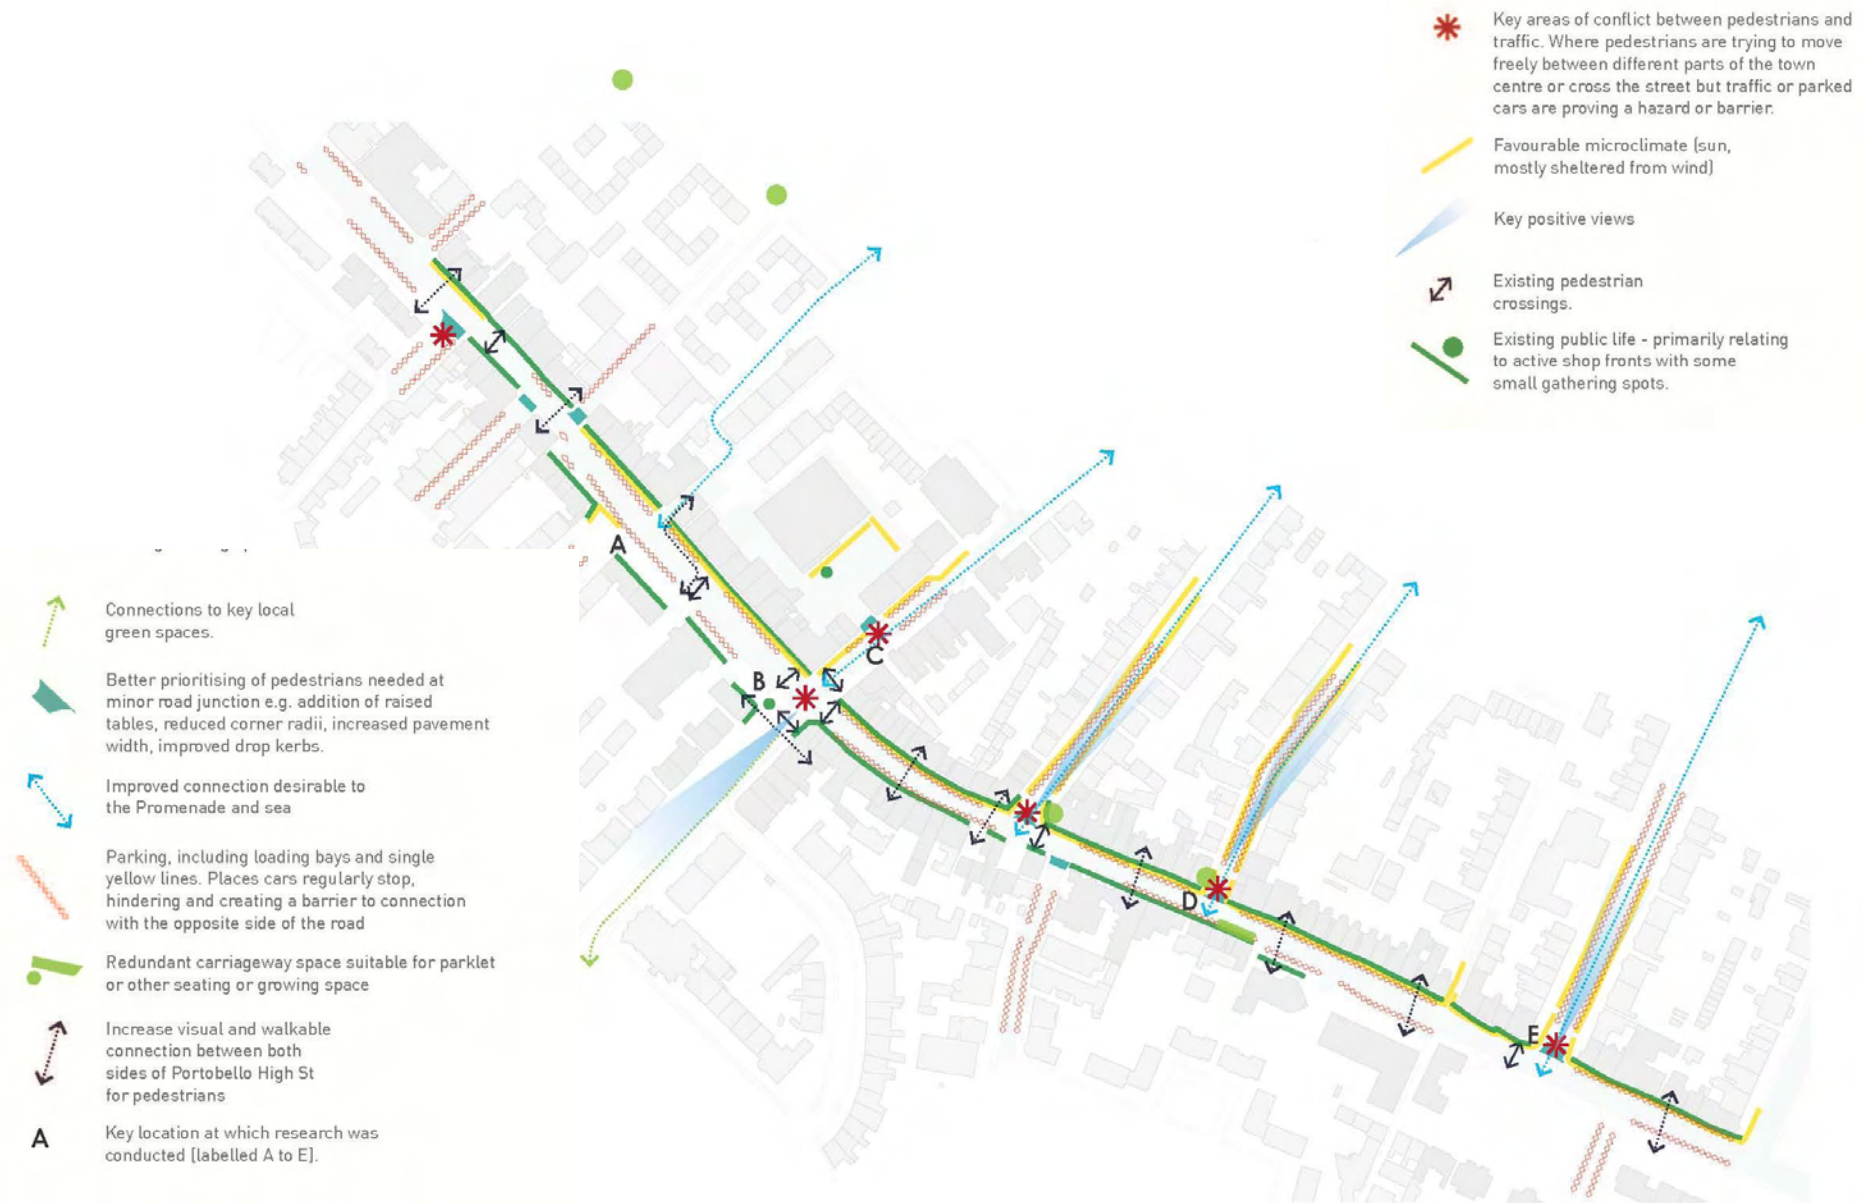 Key areas of conflict between pedestrians and
traffic. Where pedestrians are trying to move
freely between different parts of the town
centre or cross the street but traffic or parked
cars are proving a hazard or barrier.
Favourable microclimate (sun,
mostly sheltered from wind)
Key positive views
Existing pedestrian
crossings.
Existing public life - primarily relating
to active shop fronts with some
small gathering spots.
A
B
C
D
E
Connections to key local
green spaces.
Better prioritising of pedestrians needed at
minor road junction e.g. addition of raised
tables, reduced corner radii, increased pavement
width, improved drop kerbs.
Improved connection desirable to
the Promenade and sea
Parking, including loading bays and single
yellow lines. Places cars regularly stop,
hindering and creating a barrier to connection
with the opposite side of the road
Redundant carriageway space suitable for parklet
or other seating or growing space
Increase visual and walkable
connection between both
sides of Portobello High St
for pedestrians
A
Key location at which research was
conducted (labelled A to E).